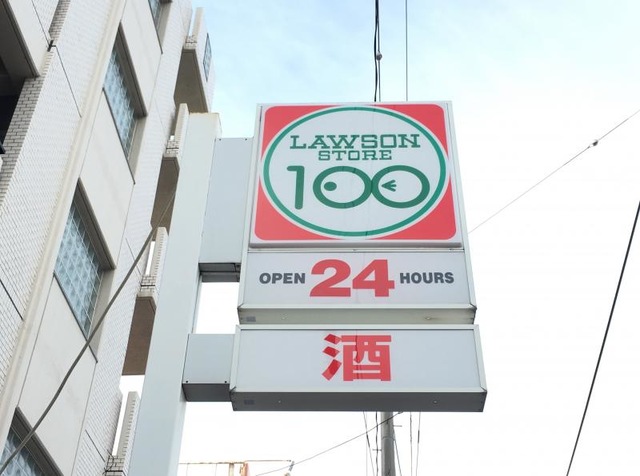 LAWSON
STORE
100
OPEN 24 HOURS
酒